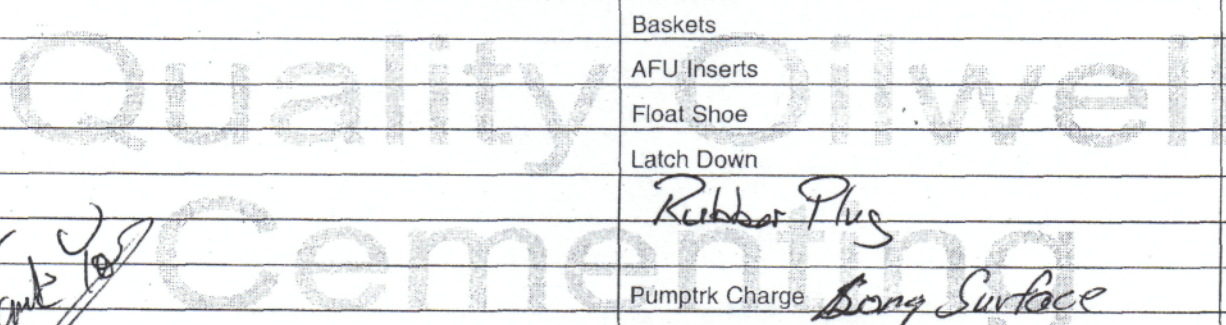 Baskets
Quality Oilwell
AFU Inserts
Float Shoe
Latch Down
Rubber Plug
Cementing
Pumptrk Charge Long Surface